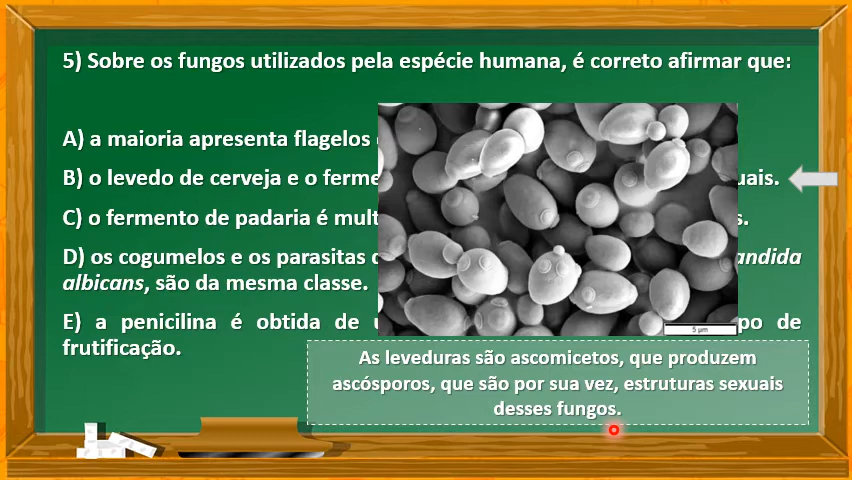 5) Sobre os fungos utilizados pela espécie humana, é correto afirmar que:
A) a maioria apresenta flagelos
B) o levedo de cerveja e o uais.
C) o fermento de padaria é s.
D) os cogumelos e os parasitas andida
albicans, são da mesma classe.
E) a penicilina é obtida de po de
frutificação.
5 µm
As leveduras são ascomicetos, que produzem
ascósporos, que são por sua vez, estruturas sexuais
desses fungos.